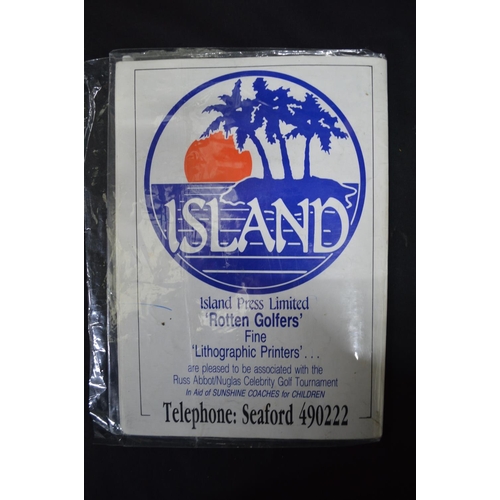 ISLAND
Island Press Limited
'Rotten Golfers'
Fine
'Lithographic Printers'...
are pleased to be associated with the
Russ Abbot/Nuglas Celebrity Golf Tournament
In Aid of SUNSHINE COACHES for CHILDREN
Telephone: Seaford 490222